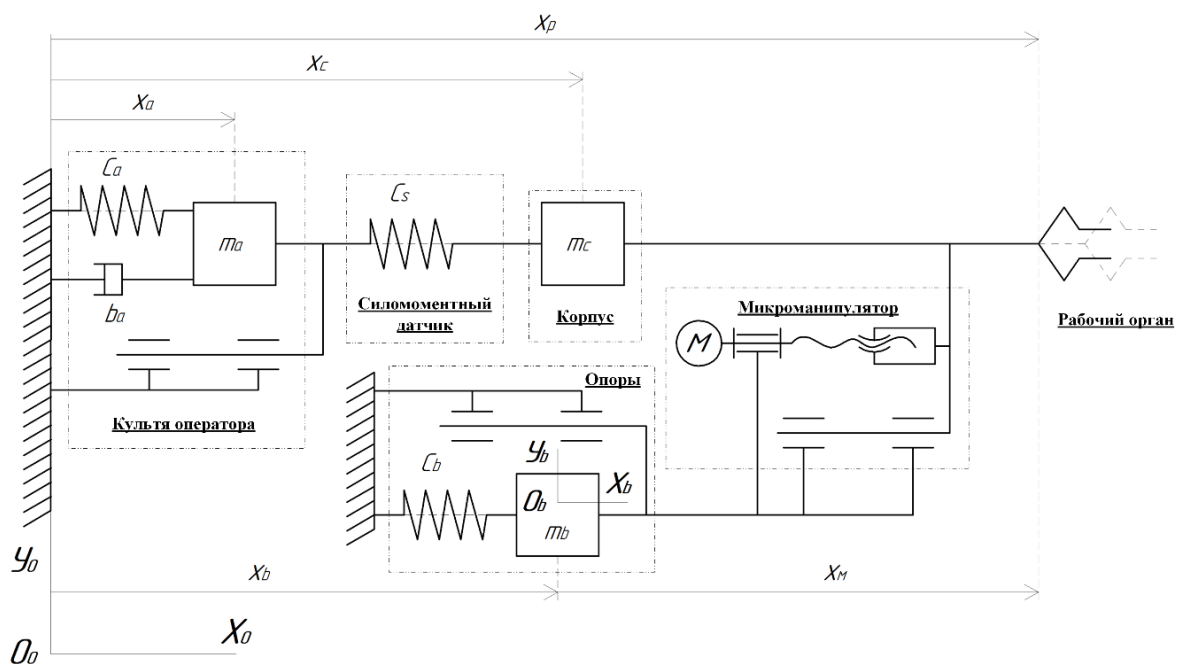 Xp
Xc
Xa
Ca
Cs
ma
mc
ba
Силомоментный
датчик
Корпус
Микроманипулятор
M
Рабочий орган
Культя оператора
Опоры
Cb
Yb
Xb
Ob
mb
Y0
Xb
Xм
X0
O0